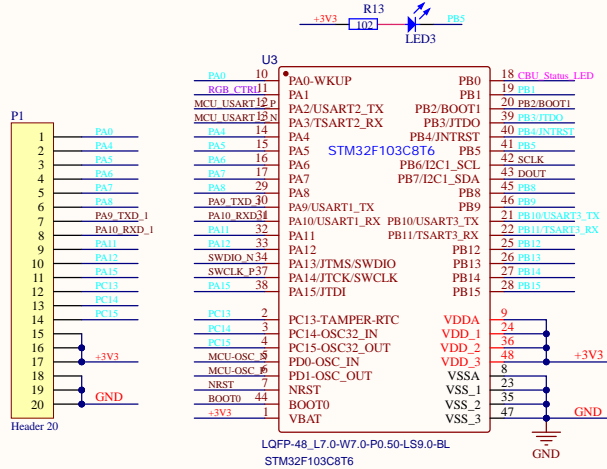 R13
+3V3
102
PB5
LED3
U3
PA0 10 PA0-WKUP PB0 18 CBU_Status_LED
RGB_CTRL 11 PA1 PB1 19 PB1
MCU_USART_2_P 12 PA2/USART2_TX PB2/BOOT1 20 PB2/BOOT1
MCU_USART_2_N 13 PA3/TSART2_RX PB3/JTDO 39 PB3/JTDO
PA4 14 PA4 PB4/JNTRST 40 PB4/JNTRST
PA5 15 PA5 STM32F103C8T6 PB5 41 PB5
PA6 16 PA6 PB6/I2C1_SCL 42 SCLK
PA7 17 PA7 PB7/I2C1_SDA 43 DOUT
PA8 29 PA8 PB8 45 PB8
PA9_TXD_1 30 PA9/USART1_TX PB9 46 PB9
PA10_RXD_1 31 PA10/USART1_RX PB10/USART3_TX 21 PB10/USART3_TX
PA11 32 PA11 PB11/TSART3_RX 22 PB11/TSART3_RX
PA12 33 PA12 PB12 25 PB12
SWDIO_N 34 PA13/JTMS/SWDIO PB13 26 PB13
SWCLK_P 37 PA14/JTCK/SWCLK PB14 27 PB14
PA15 38 PA15/JTDI PB15 28 PB15
PC13 2 PC13-TAMPER-RTC VDDA 9
PC14 3 PC14-OSC32_IN VDD_1 24
PC15 4 PC15-OSC32_OUT VDD_2 36
MCU-OSC_N 5 PD0-OSC_IN VDD_3 48 +3V3
MCU-OSC_P 6 PD1-OSC_OUT VSSA 8
NRST 7 NRST VSS_1 23
BOOT0 44 BOOT0 VSS_2 35
+3V3 1 VBAT VSS_3 47 GND
GND
LQFP-48_L7.0-W7.0-P0.50-LS9.0-BL
STM32F103C8T6
P1
1 PA0
2 PA4
3 PA5
4 PA6
5 PA7
6 PA8
7 PA9_TXD_1
8 PA10_RXD_1
9 PA11
10 PA12
11 PA15
12 PC13
13 PC14
14 PC15
15
16
17 +3V3
18
19
20 GND
Header 20